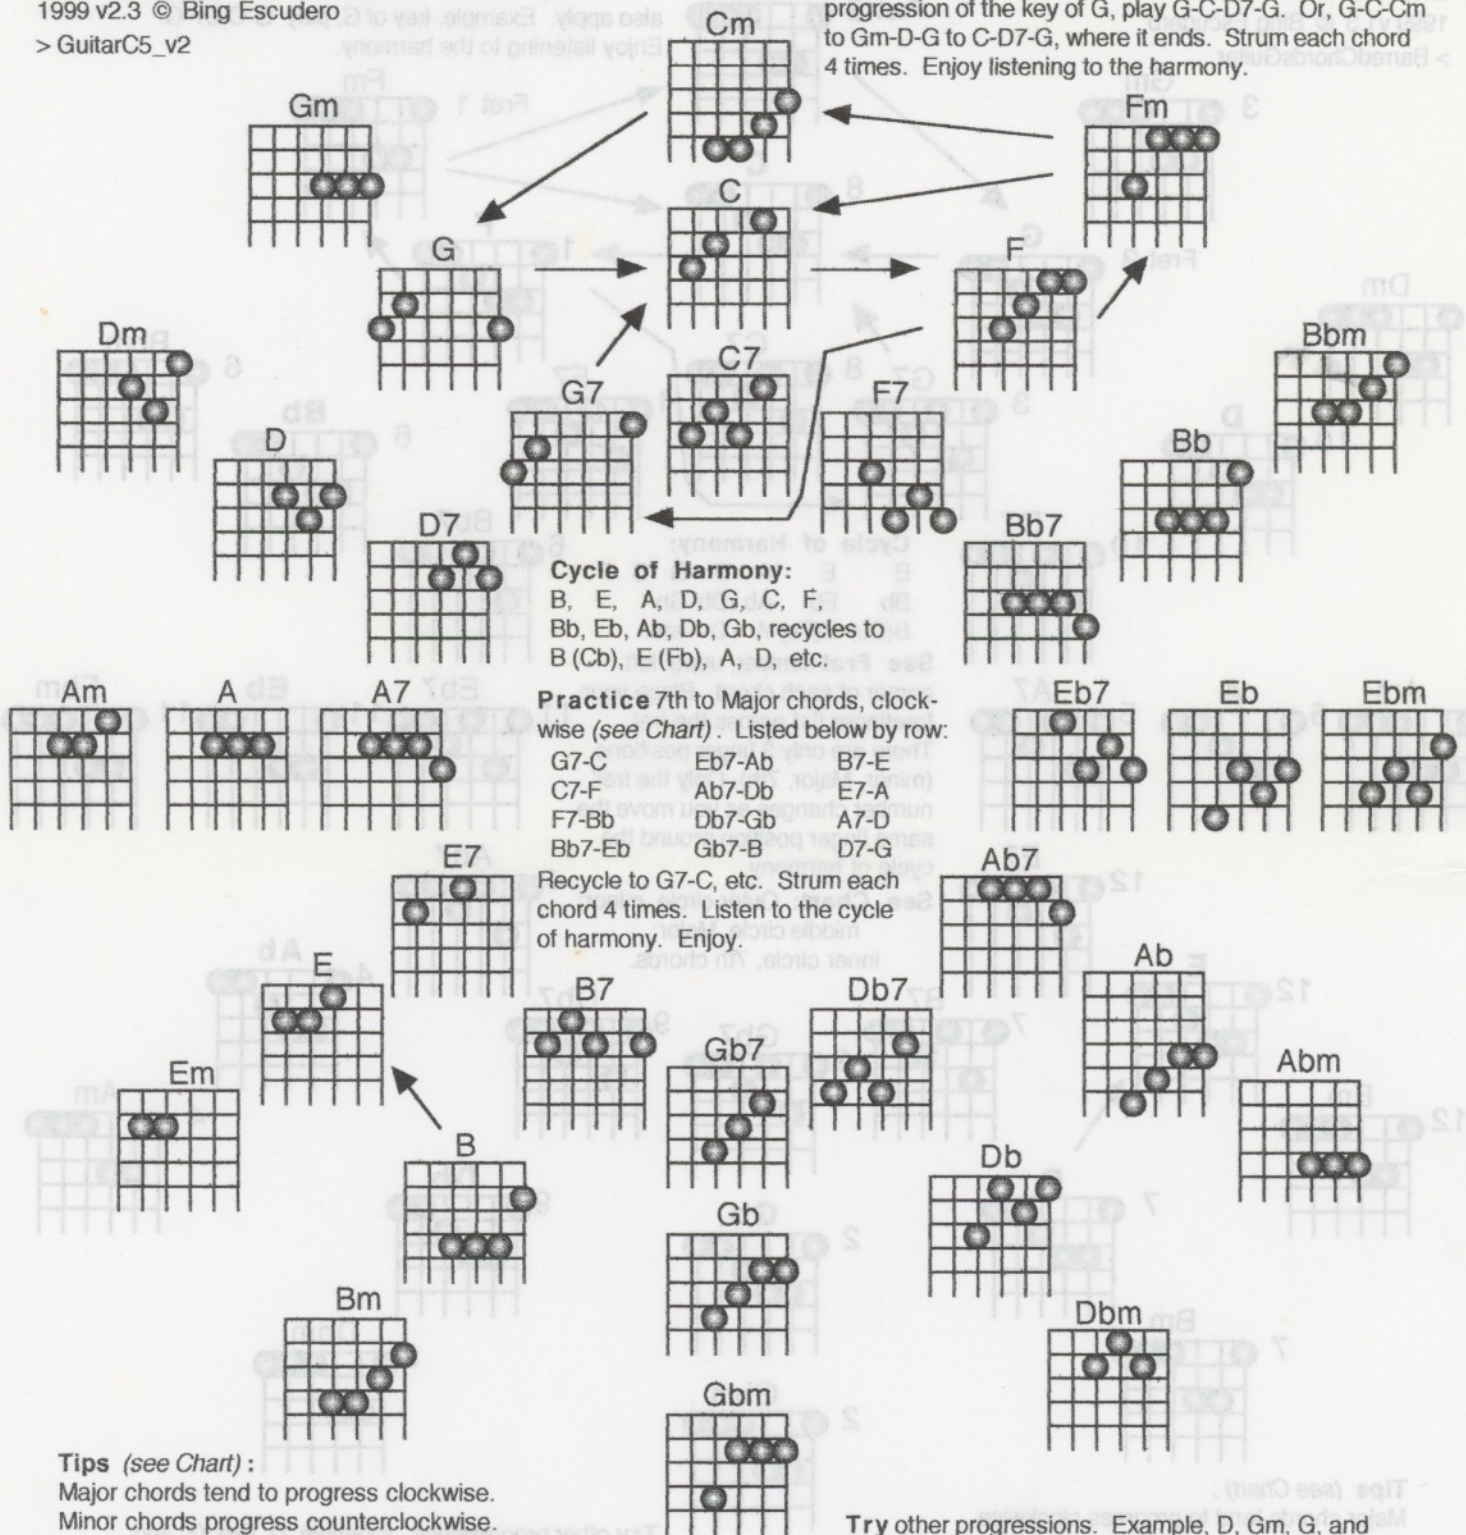 1999 v2.3 © Bing Escudero
> GuitarC5_v2
progression of the key of G, play G-C-D7-G. Or, G-C-Cm
to Gm-D-G to C-D7-G, where it ends. Strum each chord
4 times. Enjoy listening to the harmony.
Cm
Gm
Fm
C
G
F
Dm
Bbm
C7
G7
F7
D
Bb
D7
Bb7
Cycle of Harmony:
B, E, A, D, G, C, F,
Bb, Eb, Ab, Db, Gb, recycles to
B (Cb), E (Fb), A, D, etc.
Am
A
A7
Eb7
Eb
Ebm
Practice 7th to Major chords, clock-
wise (see Chart) . Listed below by row:
G7-C Eb7-Ab B7-E
C7-F Ab7-Db E7-A
F7-Bb Db7-Gb A7-D
Bb7-Eb Gb7-B D7-G
Recycle to G7-C, etc. Strum each
chord 4 times. Listen to the cycle
of harmony. Enjoy.
E7
Ab7
E
Ab
B7
Db7
Em
Gb7
Abm
B
Db
Gb
Bm
Dbm
Gbm
Tips (see Chart) :
Major chords tend to progress clockwise.
Minor chords progress counterclockwise.
Try other progressions. Example, D, Gm, G, and